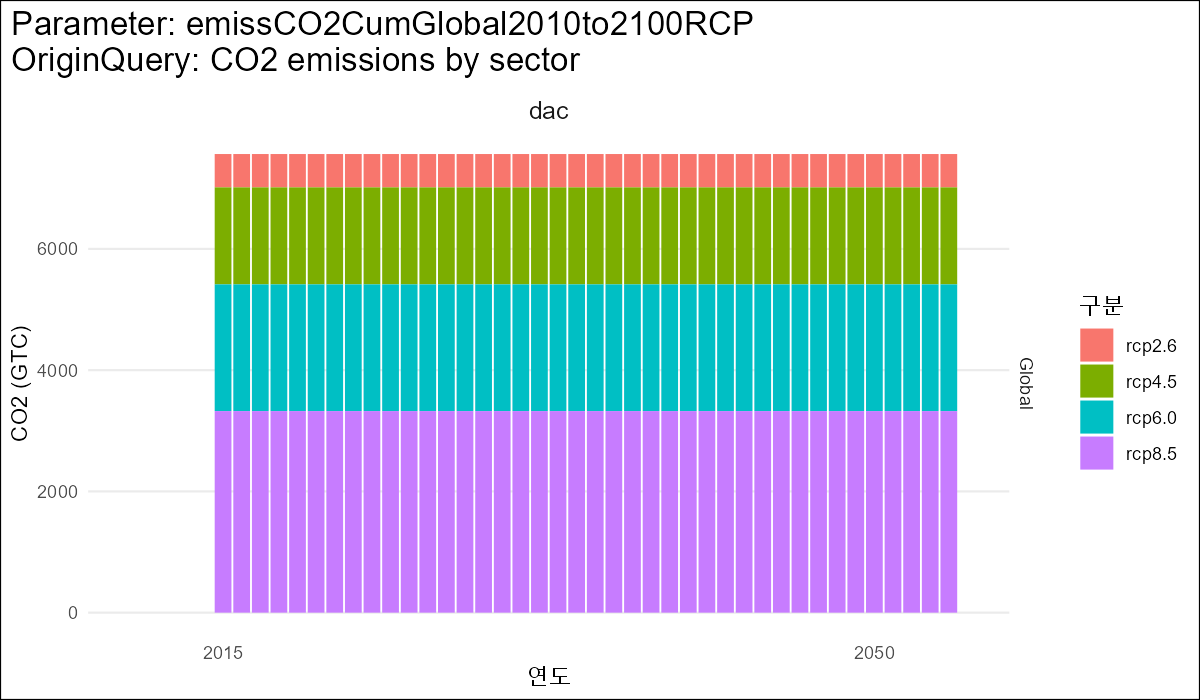 Parameter: emissCO2CumGlobal2010to2100RCP
OriginQuery: CO2 emissions by sector
dac
6000
4000
2000
0
CO2 (GTC)
2015
2050
연도
Global
구분
rcp2.6
rcp4.5
rcp6.0
rcp8.5